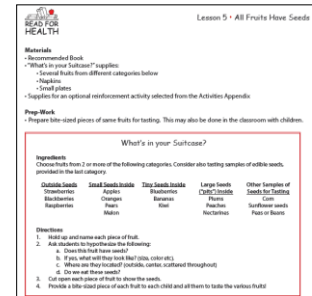 READ FOR
HEALTH
Lesson 5 • All Fruits Have Seeds
Materials
• Recommended Book
• "What's in your Suitcase?" supplies:
• Several fruits from different categories below
• Napkins
• Small plates
• Supplies for an optional reinforcement activity selected from the Activities Appendix
Prep-Work
• Prepare bite-sized pieces of same fruits for tasting. This may also be done in the classroom with children.
What's in your Suitcase?
Ingredients
Choose fruits from 2 or more of the following categories. Consider also tasting samples of edible seeds,
provided in the last category.
Outside Seeds
Strawberries
Blackberries
Raspberries
Small Seeds Inside
Apples
Oranges
Pears
Melon
Tiny Seeds Inside
Blueberries
Bananas
Kiwi
Large Seeds
("pits") Inside
Plums
Peaches
Nectarines
Other Samples of
Seeds for Tasting
Corn
Sunflower seeds
Peas or Beans
Directions
1. Hold up and name each piece of fruit.
2. Ask students to hypothesize the following:
a. Does this fruit have seeds?
b. If yes, what will they look like? (size, color etc).
c. Where are they located? (outside, center, scattered throughout)
d. Do we eat these seeds?
3. Cut open each piece of fruit to show the seeds.
4. Provide a bite-sized piece of each fruit to each child and all them to taste the various fruits!